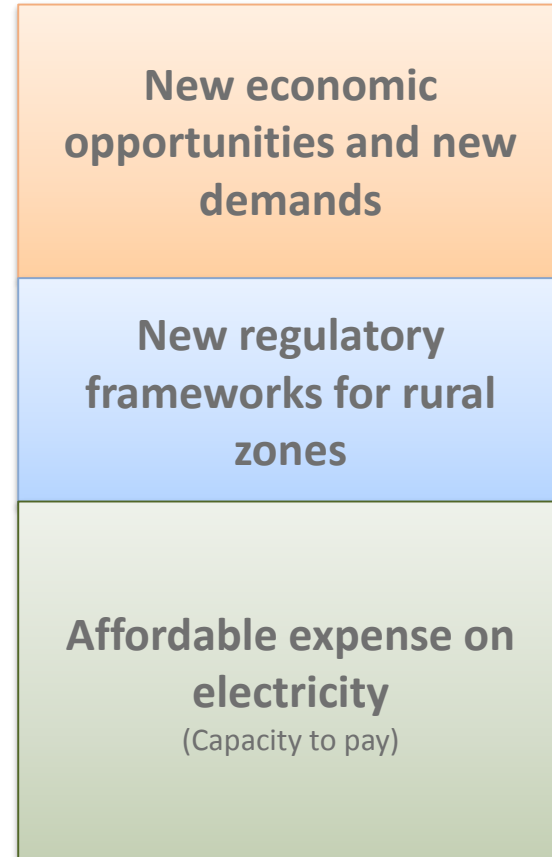 New economic
opportunities and new
demands
New regulatory
frameworks for rural
zones
Affordable expense on
electricity
(Capacity to pay)